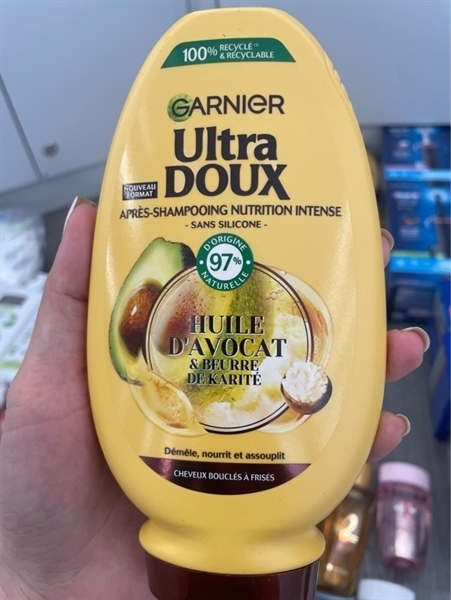 100% RECYCLÉ (1)
& RECYCLABLE
GARNIER
Ultra
DOUX
NOUVEAU
FORMAT
APRÈS-SHAMPOOING NUTRITION INTENSE
- SANS SILICONE -
D'ORIGINE
97%
NATURELLE
HUILE
D'AVOCAT
& BEURRE
DE KARITÉ
Démêle, nourrit et assouplit
CHEVEUX BOUCLÉS À FRISÉS